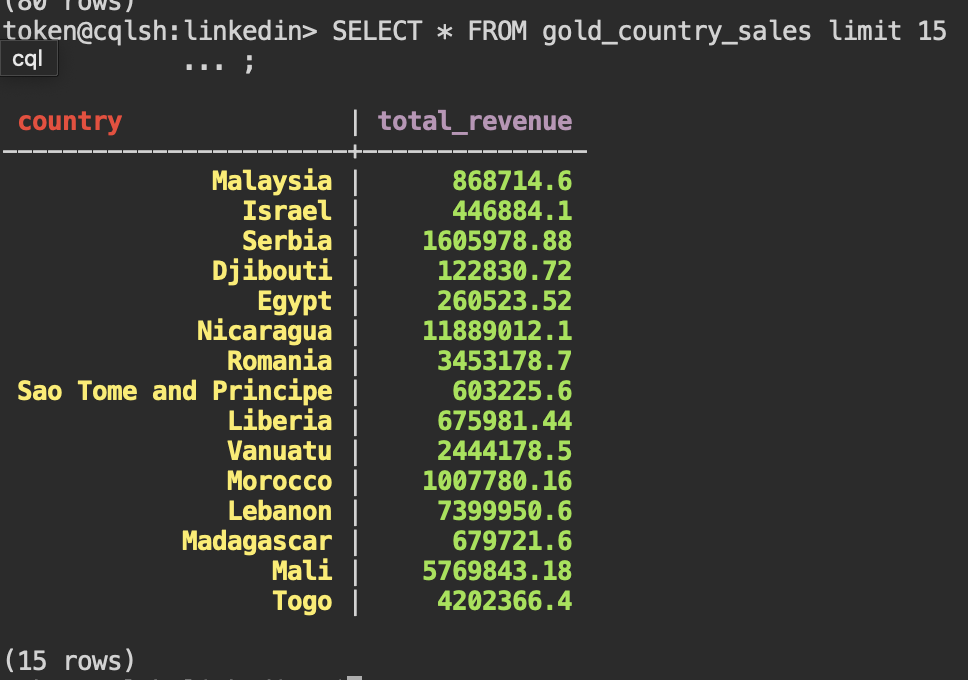 (80 rows)
token@cqlsh:linkedin> SELECT * FROM gold_country_sales limit 15
cql
... ;
country | total_revenue
------------------------+---------------
Malaysia | 868714.6
Israel | 446884.1
Serbia | 1605978.88
Djibouti | 122830.72
Egypt | 260523.52
Nicaragua | 11889012.1
Romania | 3453178.7
Sao Tome and Principe | 603225.6
Liberia | 675981.44
Vanuatu | 2444178.5
Morocco | 1007780.16
Lebanon | 7399950.6
Madagascar | 679721.6
Mali | 5769843.18
Togo | 4202366.4
(15 rows)